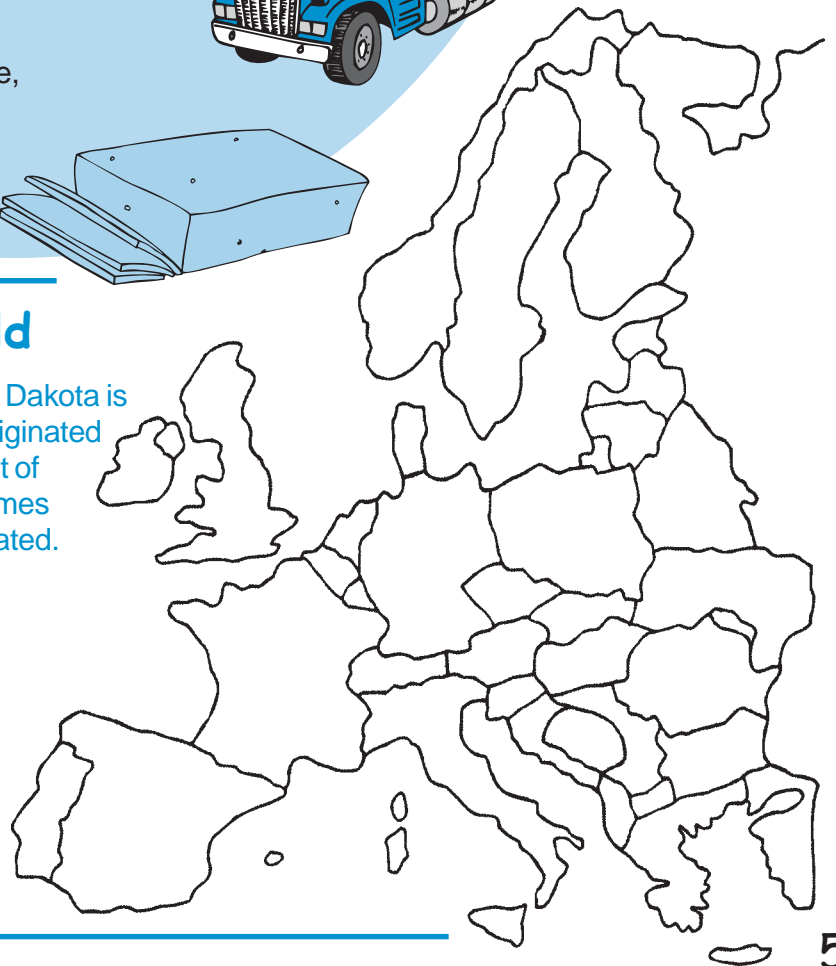 e,
ld
Dakota is
iginated
t of
mes
ated.
5